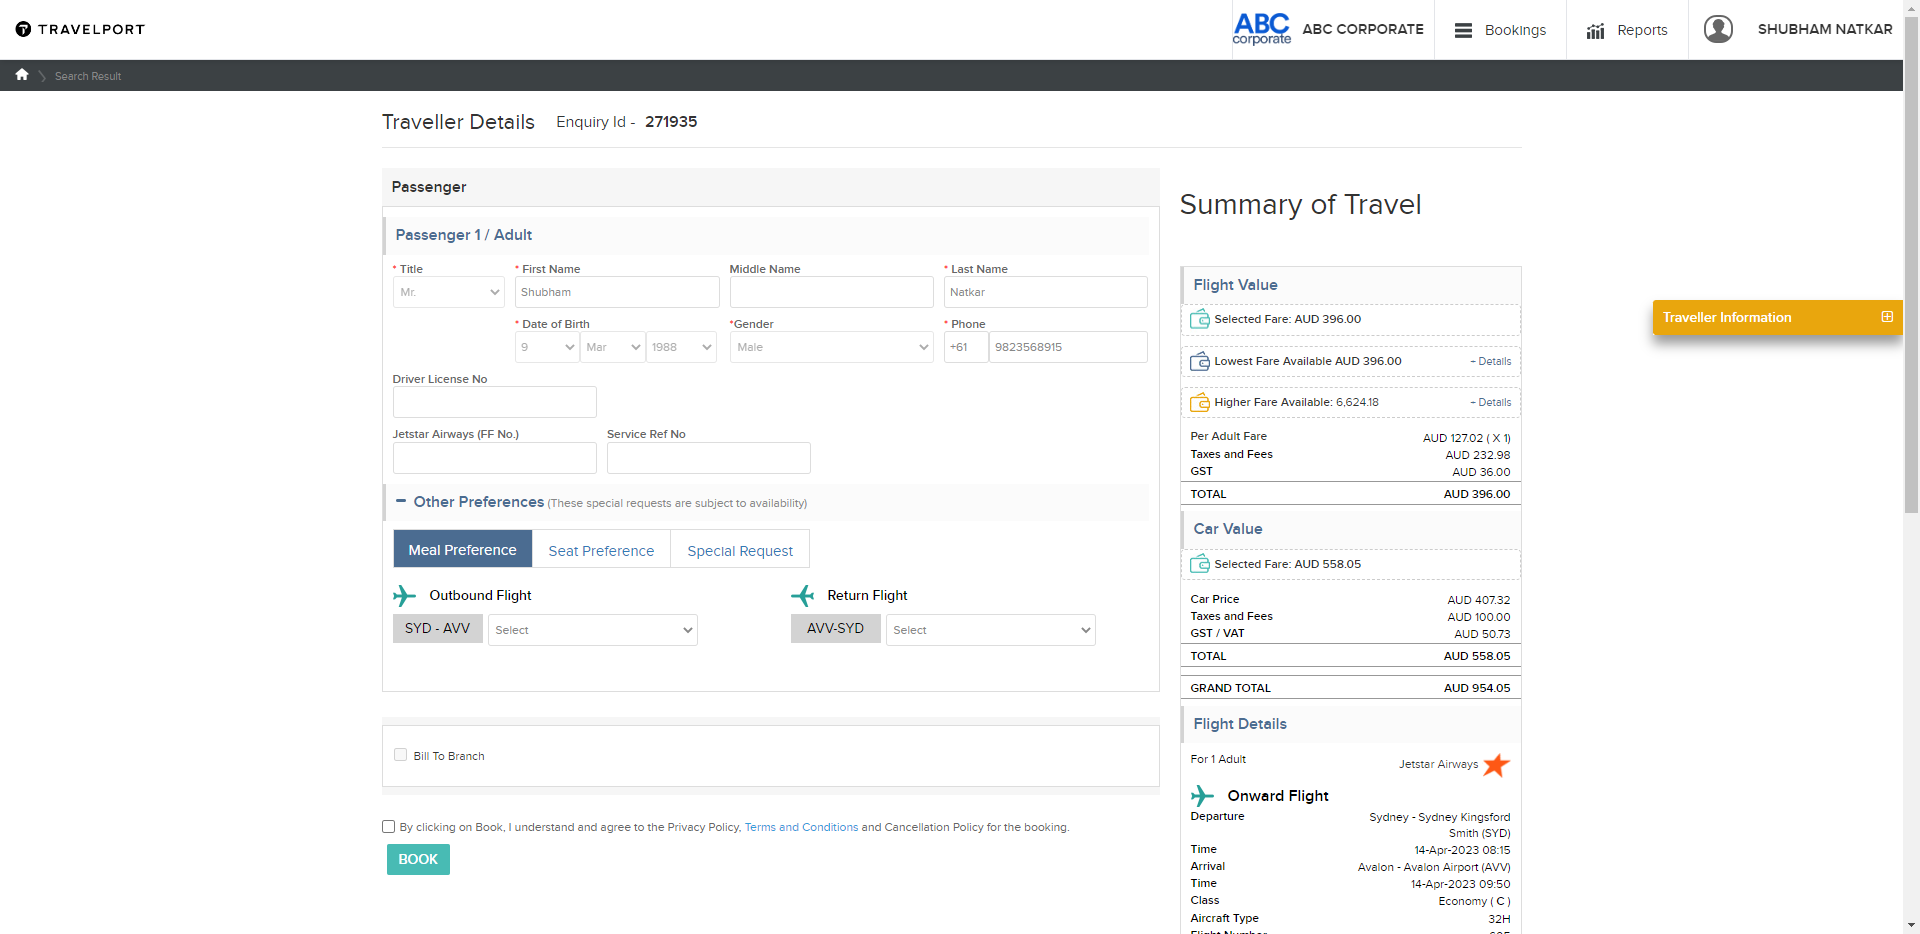 TRAVELPORT
ABC corporate
ABC CORPORATE
Bookings
Reports
SHUBHAM NATKAR
Search Result
Traveller Details
Enquiry Id - 271935
Passenger
Passenger 1 / Adult
* Title
* First Name
Middle Name
* Last Name
Mr.
Shubham
Natkar
* Date of Birth
*Gender
* Phone
9
Mar
1988
Male
+61
9823568915
Driver License No
Jetstar Airways (FF No.)
Service Ref No
Other Preferences (These special requests are subject to availability)
Meal Preference
Seat Preference
Special Request
Outbound Flight
Return Flight
SYD - AVV
Select
AVV-SYD
Select
Bill To Branch
By clicking on Book, I understand and agree to the Privacy Policy, Terms and Conditions and Cancellation Policy for the booking.
BOOK
Summary of Travel
Flight Value
Selected Fare: AUD 396.00
Lowest Fare Available AUD 396.00
+ Details
Higher Fare Available: 6,624.18
+ Details
Per Adult Fare
AUD 127.02 ( X 1)
Taxes and Fees
AUD 232.98
GST
AUD 36.00
TOTAL
AUD 396.00
Car Value
Selected Fare: AUD 558.05
Car Price
AUD 407.32
Taxes and Fees
AUD 100.00
GST / VAT
AUD 50.73
TOTAL
AUD 558.05
GRAND TOTAL
AUD 954.05
Flight Details
For 1 Adult
Jetstar Airways
Onward Flight
Departure
Sydney - Sydney Kingsford
Smith (SYD)
Time
14-Apr-2023 08:15
Arrival
Avalon - Avalon Airport (AVV)
Time
14-Apr-2023 09:50
Class
Economy ( C )
Aircraft Type
32H
Flight Number
Traveller Information